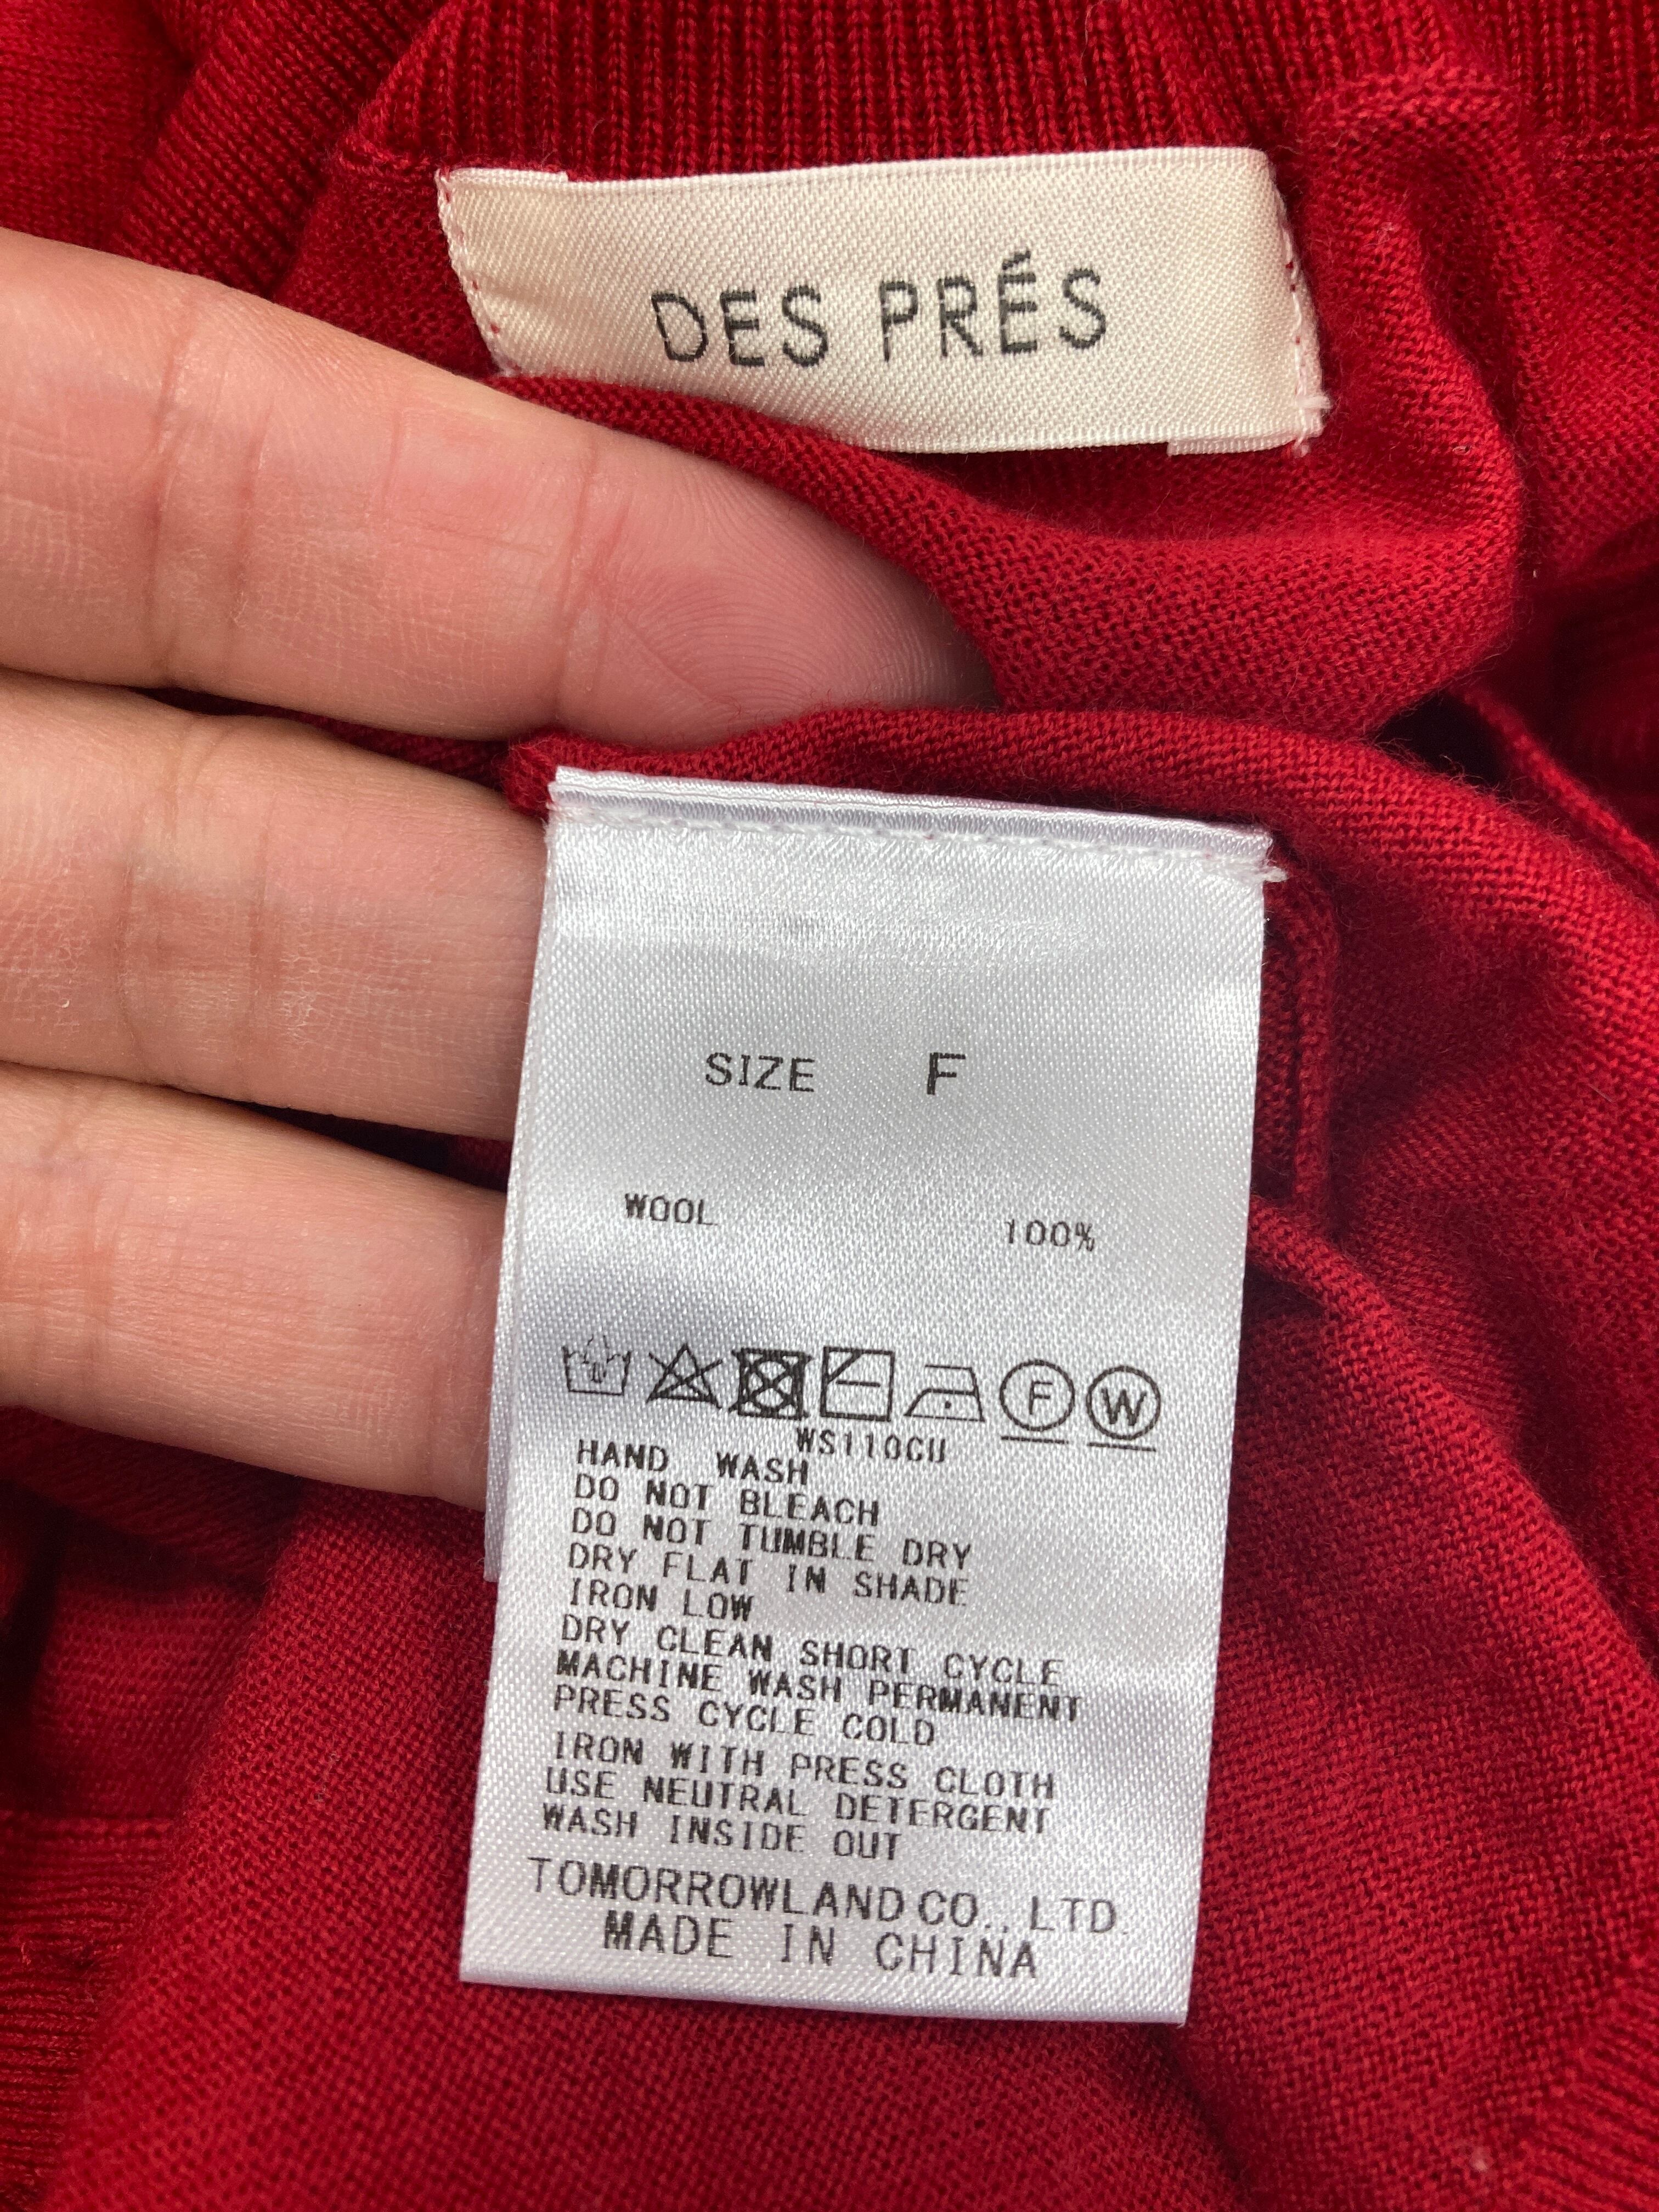 DES PRÉS
SIZE F
WOOL 100%
F W
WS110CU
HAND WASH
DO NOT BLEACH
DO NOT TUMBLE DRY
DRY FLAT IN SHADE
IRON LOW
DRY CLEAN SHORT CYCLE
MACHINE WASH PERMANENT
PRESS CYCLE COLD
IRON WITH PRESS CLOTH
USE NEUTRAL DETERGENT
WASH INSIDE OUT
TOMORROWLAND CO., LTD.
MADE IN CHINA